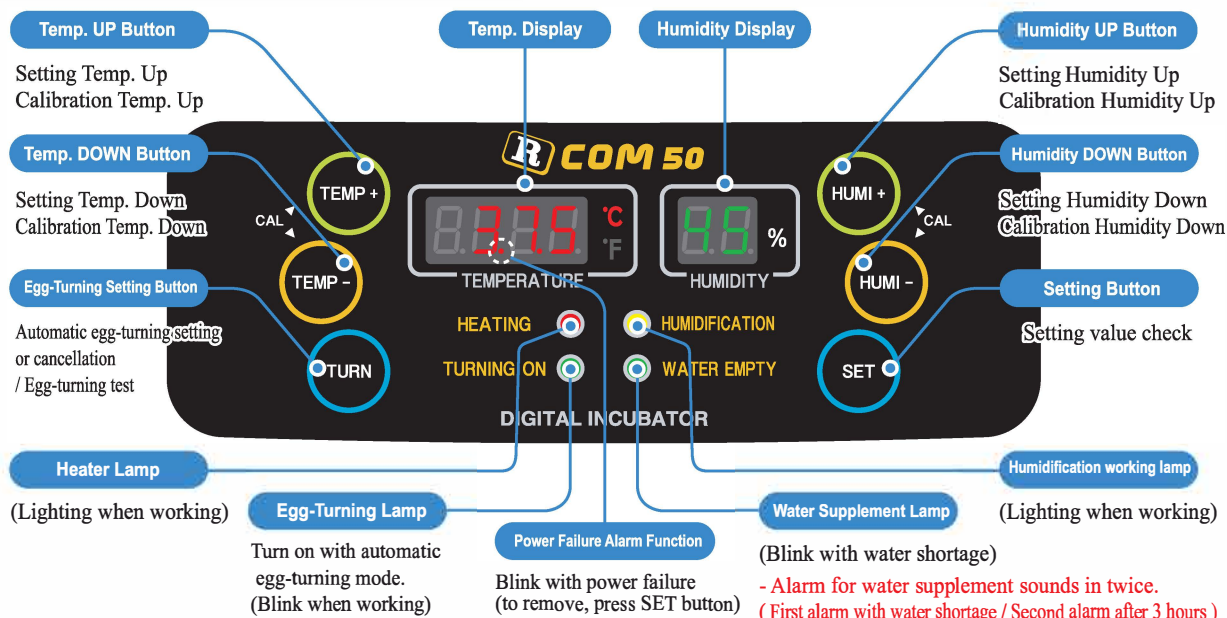 Temp. UP Button
Setting Temp. Up
Calibration Temp. Up
Temp. Display
Humidity Display
Humidity UP Button
Setting Humidity Up
Calibration Humidity Up
Temp. DOWN Button
Setting Temp. Down
Calibration Temp. Down
Humidity DOWN Button
Setting Humidity Down
Calibration Humidity Down
Egg-Turning Setting Button
Automatic egg-turning setting
or cancellation
/ Egg-turning test
Setting Button
Setting value check
R COM 50
TEMP +
CAL
TEMP -
TURN
37.5 °C
°F
TEMPERATURE
45 %
HUMIDITY
HUMI +
CAL
HUMI -
SET
HEATING
HUMIDIFICATION
TURNING ON
WATER EMPTY
DIGITAL INCUBATOR
Heater Lamp
(Lighting when working)
Egg-Turning Lamp
Turn on with automatic
egg-turning mode.
(Blink when working)
Power Failure Alarm Function
Blink with power failure
(to remove, press SET button)
Water Supplement Lamp
(Blink with water shortage)
- Alarm for water supplement sounds in twice.
( First alarm with water shortage / Second alarm after 3 hours )
Humidification working lamp
(Lighting when working)